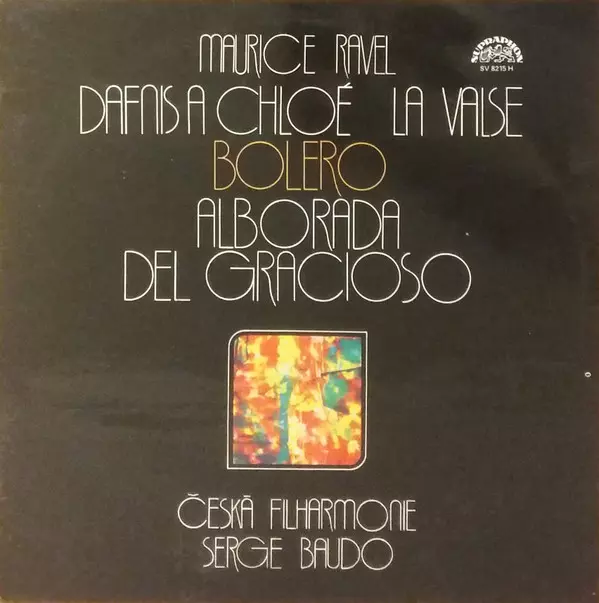 MAURICE RAVEL
SUPRAPHON
SV 8215 H
DAFNIS A CHLOÉ LA VALSE
BOLERO
ALBORADA
DEL GRACIOSO
ČESKÁ FILHARMONIE
SERGE BAUDO